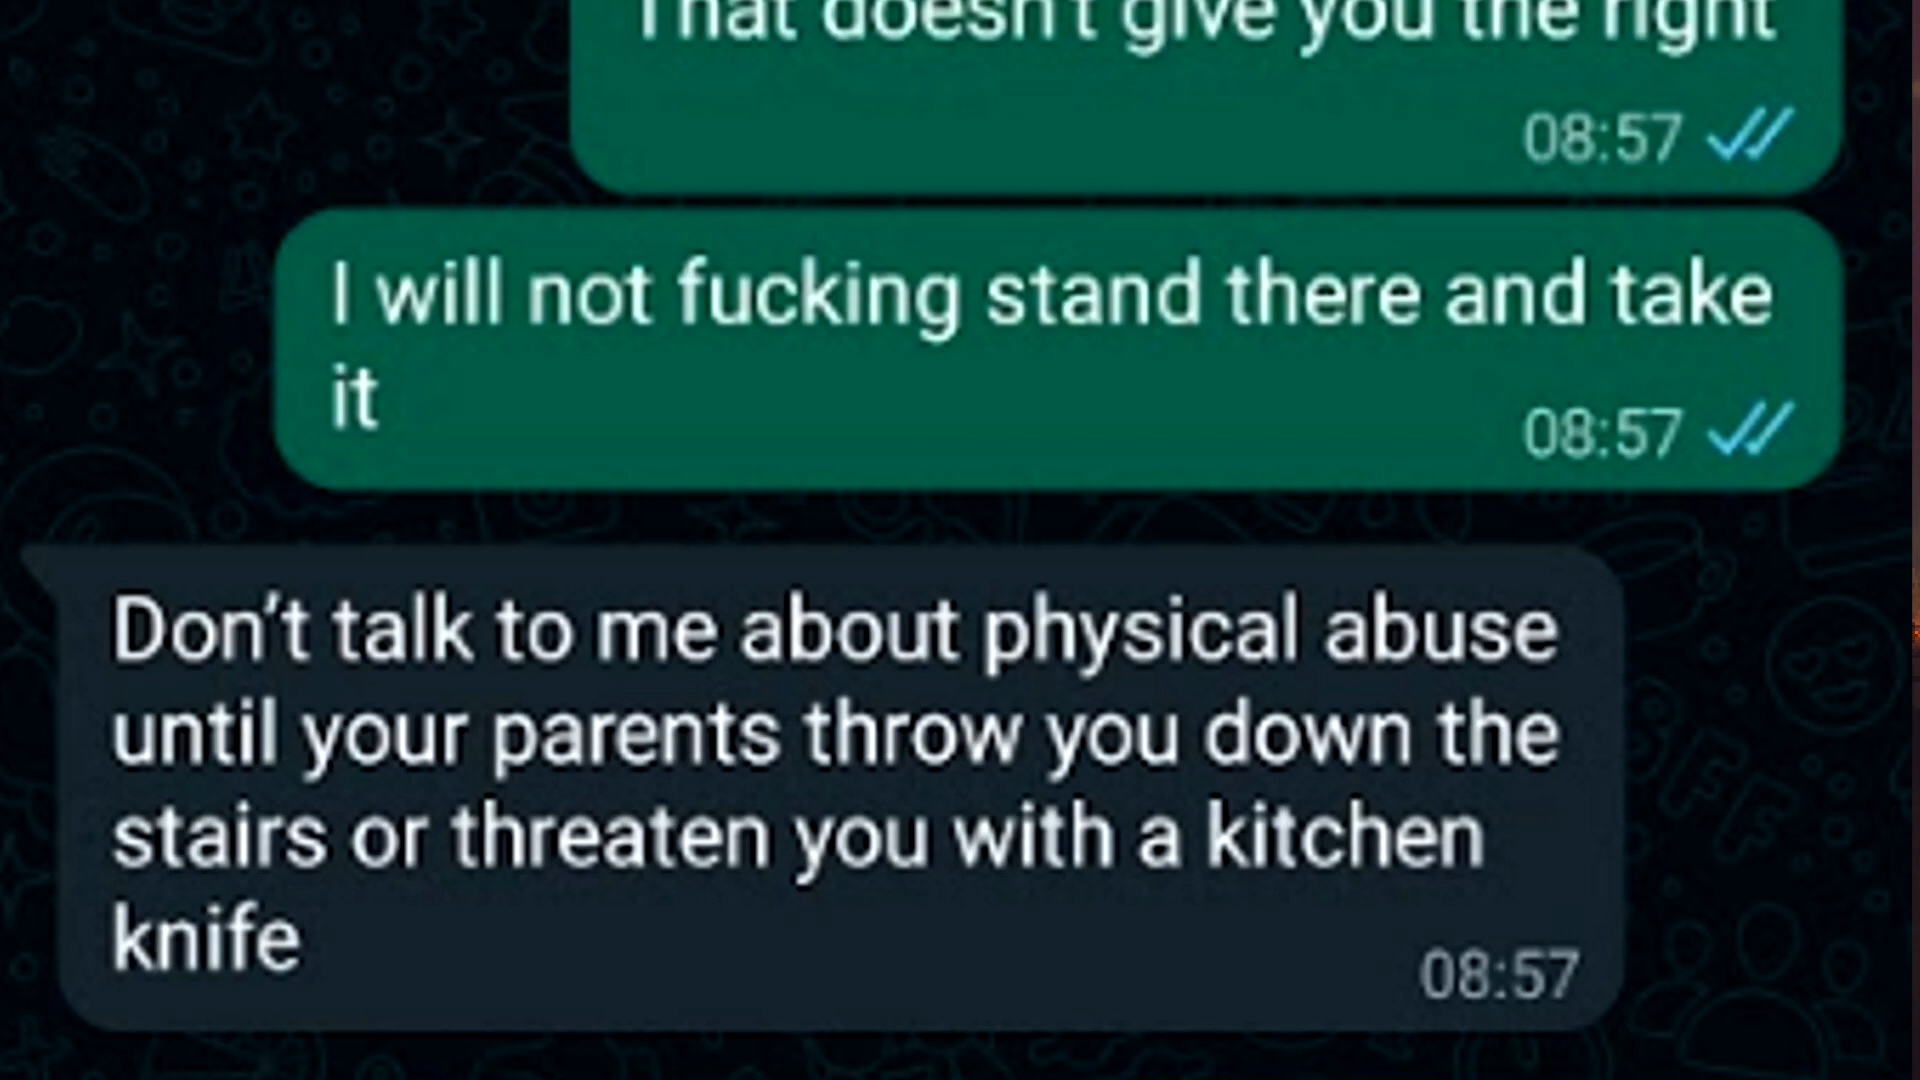 That doesn't give you the right
08:57
I will not fucking stand there and take
it
08:57
Don't talk to me about physical abuse
until your parents throw you down the
stairs or threaten you with a kitchen
knife
08:57